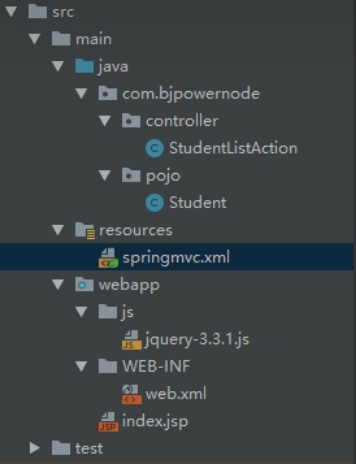 src
main
java
com.bjpowernode
controller
StudentListAction
pojo
Student
resources
springmvc.xml
webapp
js
jquery-3.3.1.js
WEB-INF
web.xml
index.jsp
test